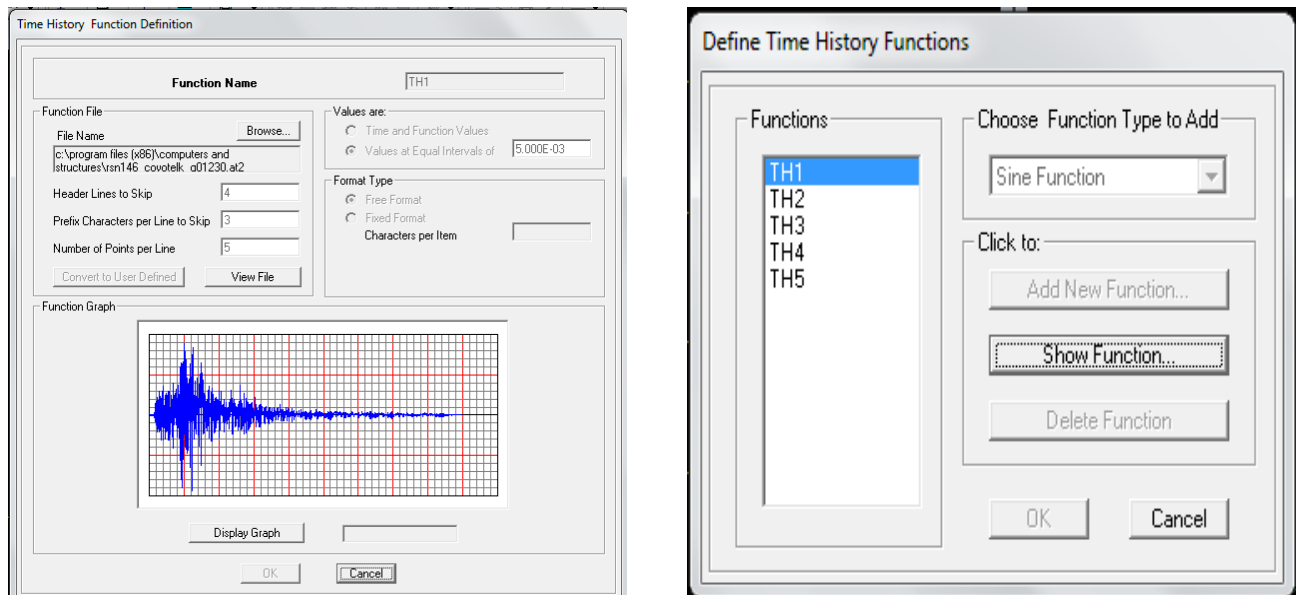 Time History Function Definition
Function Name
TH1
Function File
File Name
Browse...
c:\program files (x86)\computers and
structures\rsn146_coyotelk_g01230.at2
Header Lines to Skip
4
Prefix Characters per Line to Skip
3
Number of Points per Line
5
Convert to User Defined
View File
Values are:
Time and Function Values
Values at Equal Intervals of
5.000E-03
Format Type
Free Format
Fixed Format
Characters per Item
Function Graph
Display Graph
OK
Cancel
Define Time History Functions
Functions
TH1
TH2
TH3
TH4
TH5
Choose Function Type to Add
Sine Function
Click to:
Add New Function...
Show Function...
Delete Function
OK
Cancel